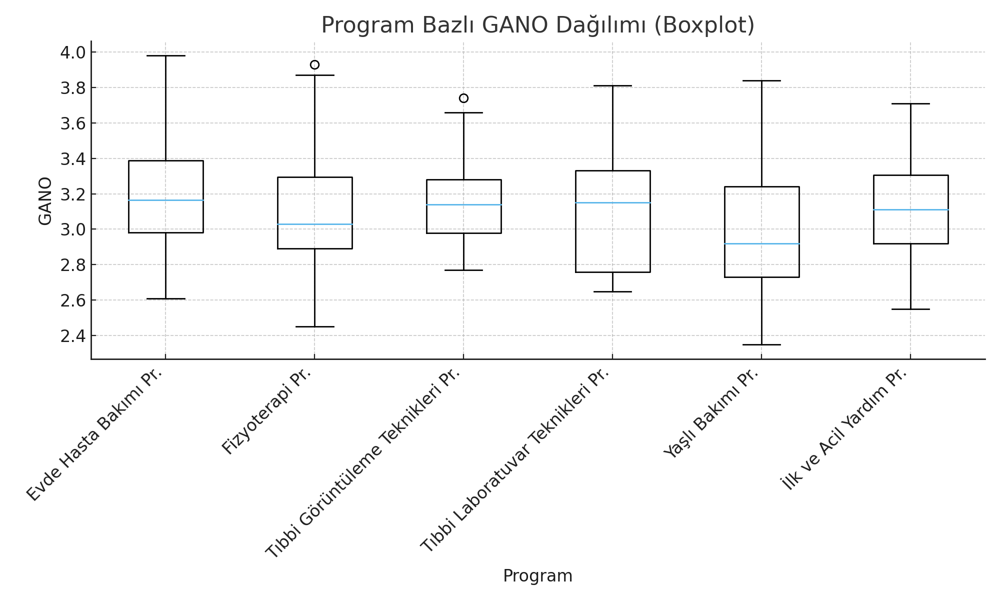 Program Bazlı GANO Dağılımı (Boxplot)
GANO
4.0
3.8
3.6
3.4
3.2
3.0
2.8
2.6
2.4
Evde Hasta Bakımı Pr.
Fizyoterapi Pr.
Tıbbi Görüntüleme Teknikleri Pr.
Tıbbi Laboratuvar Teknikleri Pr.
Yaşlı Bakımı Pr.
İlk ve Acil Yardım Pr.
Program